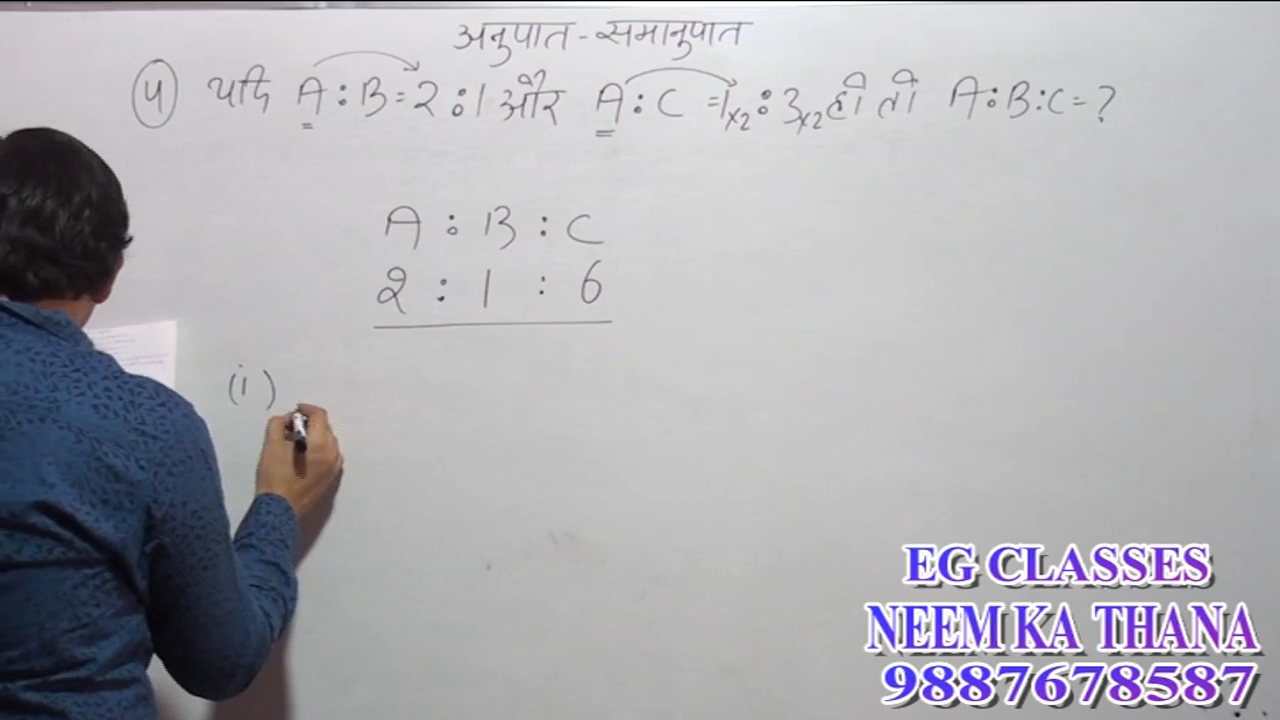 अनुपात - समानुपात
५ यदि A : B = 2 : 1 और A : C = 1×2 : 3×2 हो तो A : B : C = ?
A : B : C
2 : 1 : 6
(i)
EG CLASSES
NEEM KA THANA
9887678587